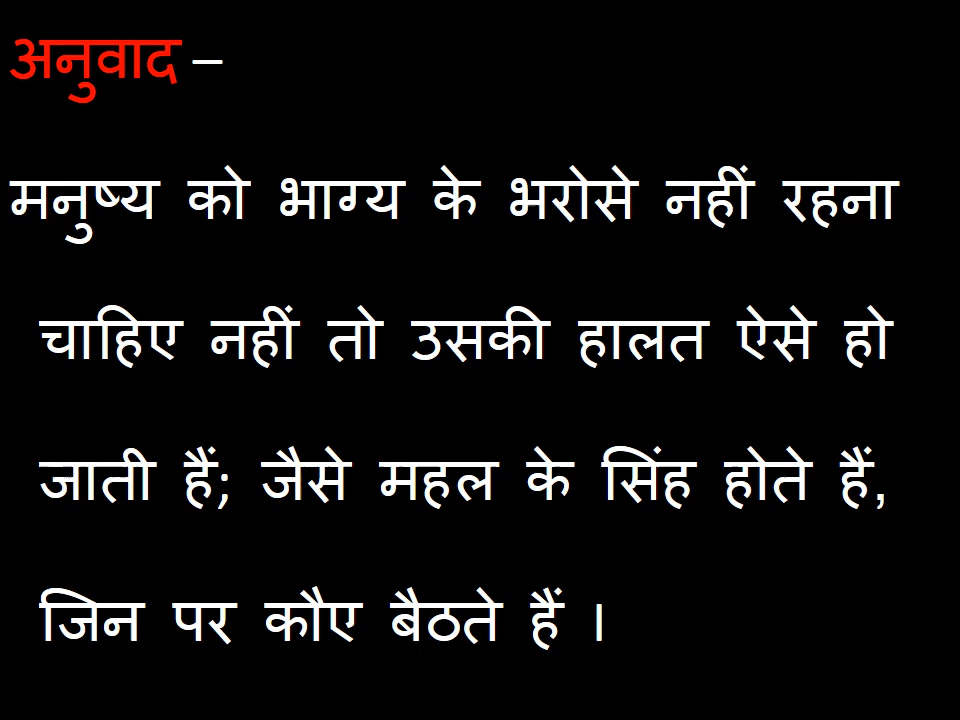 अनुवाद –
मनुष्य को भाग्य के भरोसे नहीं रहना
चाहिए नहीं तो उसकी हालत ऐसे हो
जाती हैं; जैसे महल के सिंह होते हैं,
जिन पर कौए बैठते हैं ।